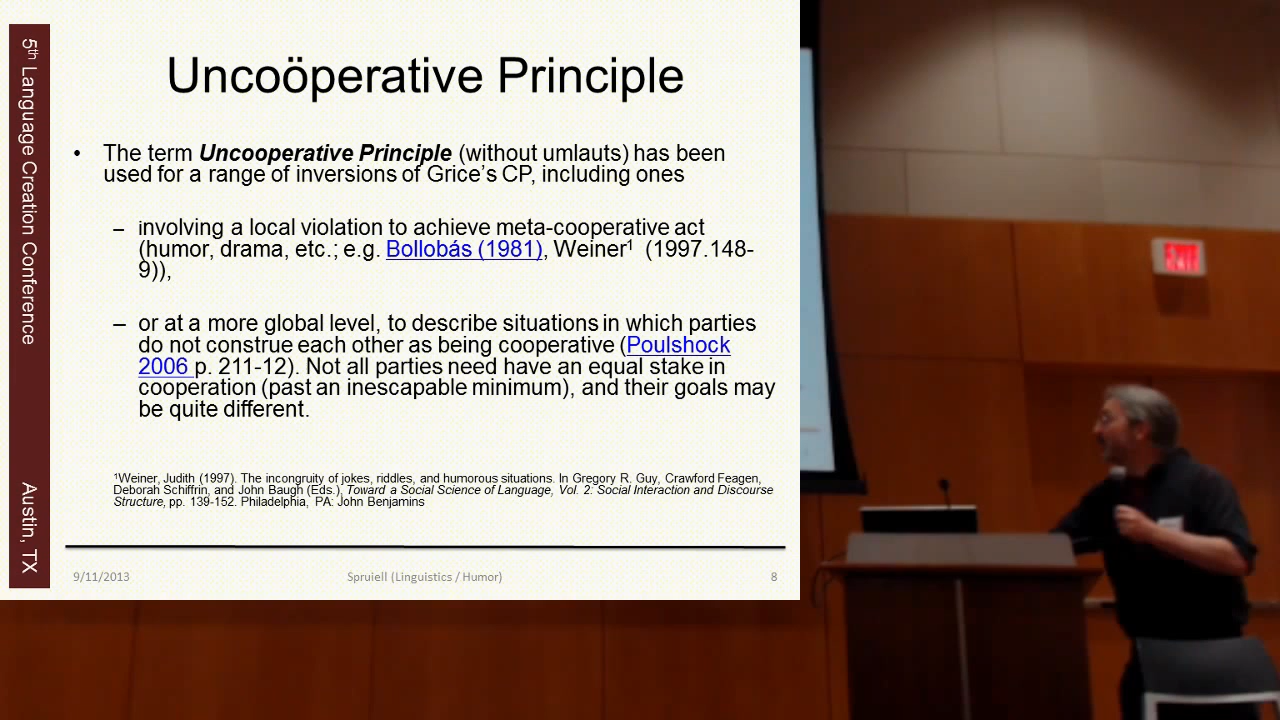 5th Language Creation Conference
Austin, TX
Uncoöperative Principle
• The term Uncooperative Principle (without umlauts) has been
used for a range of inversions of Grice's CP, including ones
– involving a local violation to achieve meta-cooperative act
(humor, drama, etc.; e.g. Bollobás (1981), Weiner¹ (1997.148-
9)),
– or at a more global level, to describe situations in which parties
do not construe each other as being cooperative (Poulshock
2006 p. 211-12). Not all parties need have an equal stake in
cooperation (past an inescapable minimum), and their goals may
be quite different.
¹Weiner, Judith (1997). The incongruity of jokes, riddles, and humorous situations. In Gregory R. Guy, Crawford Feagen,
Deborah Schiffrin, and John Baugh (Eds.), Toward a Social Science of Language, Vol. 2: Social Interaction and Discourse
Structure, pp. 139-152. Philadelphia, PA: John Benjamins
9/11/2013
Spruiell (Linguistics / Humor)
8
EXIT